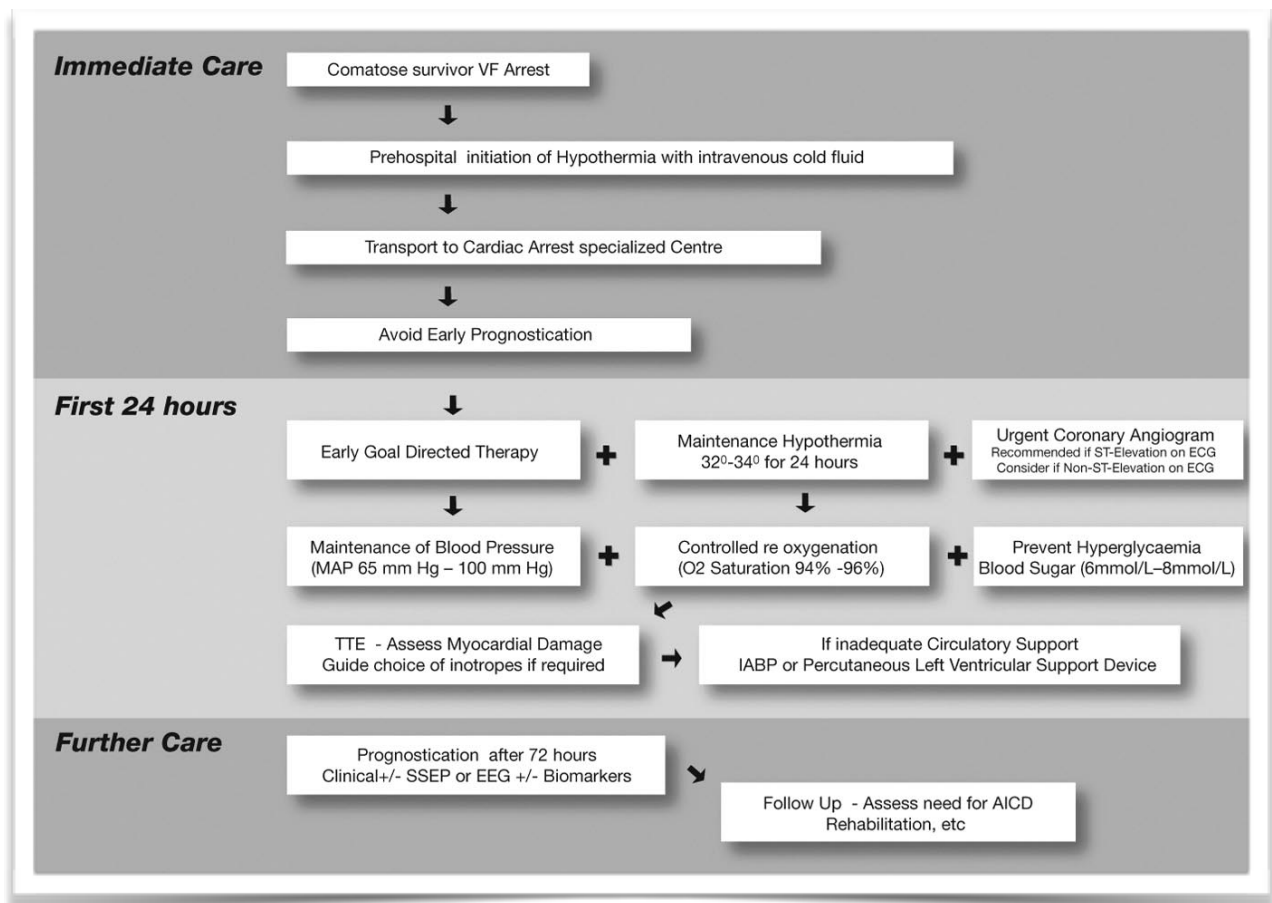 Immediate Care
Comatose survivor VF Arrest
Prehospital initiation of Hypothermia with intravenous cold fluid
Transport to Cardiac Arrest specialized Centre
Avoid Early Prognostication
First 24 hours
Early Goal Directed Therapy
Maintenance Hypothermia
32⁰-34⁰ for 24 hours
Urgent Coronary Angiogram
Recommended if ST-Elevation on ECG
Consider if Non-ST-Elevation on ECG
Maintenance of Blood Pressure
(MAP 65 mm Hg – 100 mm Hg)
Controlled re oxygenation
(O2 Saturation 94% -96%)
Prevent Hyperglycaemia
Blood Sugar (6mmol/L–8mmol/L)
TTE - Assess Myocardial Damage
Guide choice of inotropes if required
If inadequate Circulatory Support
IABP or Percutaneous Left Ventricular Support Device
Further Care
Prognostication after 72 hours
Clinical+/- SSEP or EEG +/- Biomarkers
Follow Up - Assess need for AICD
Rehabilitation, etc